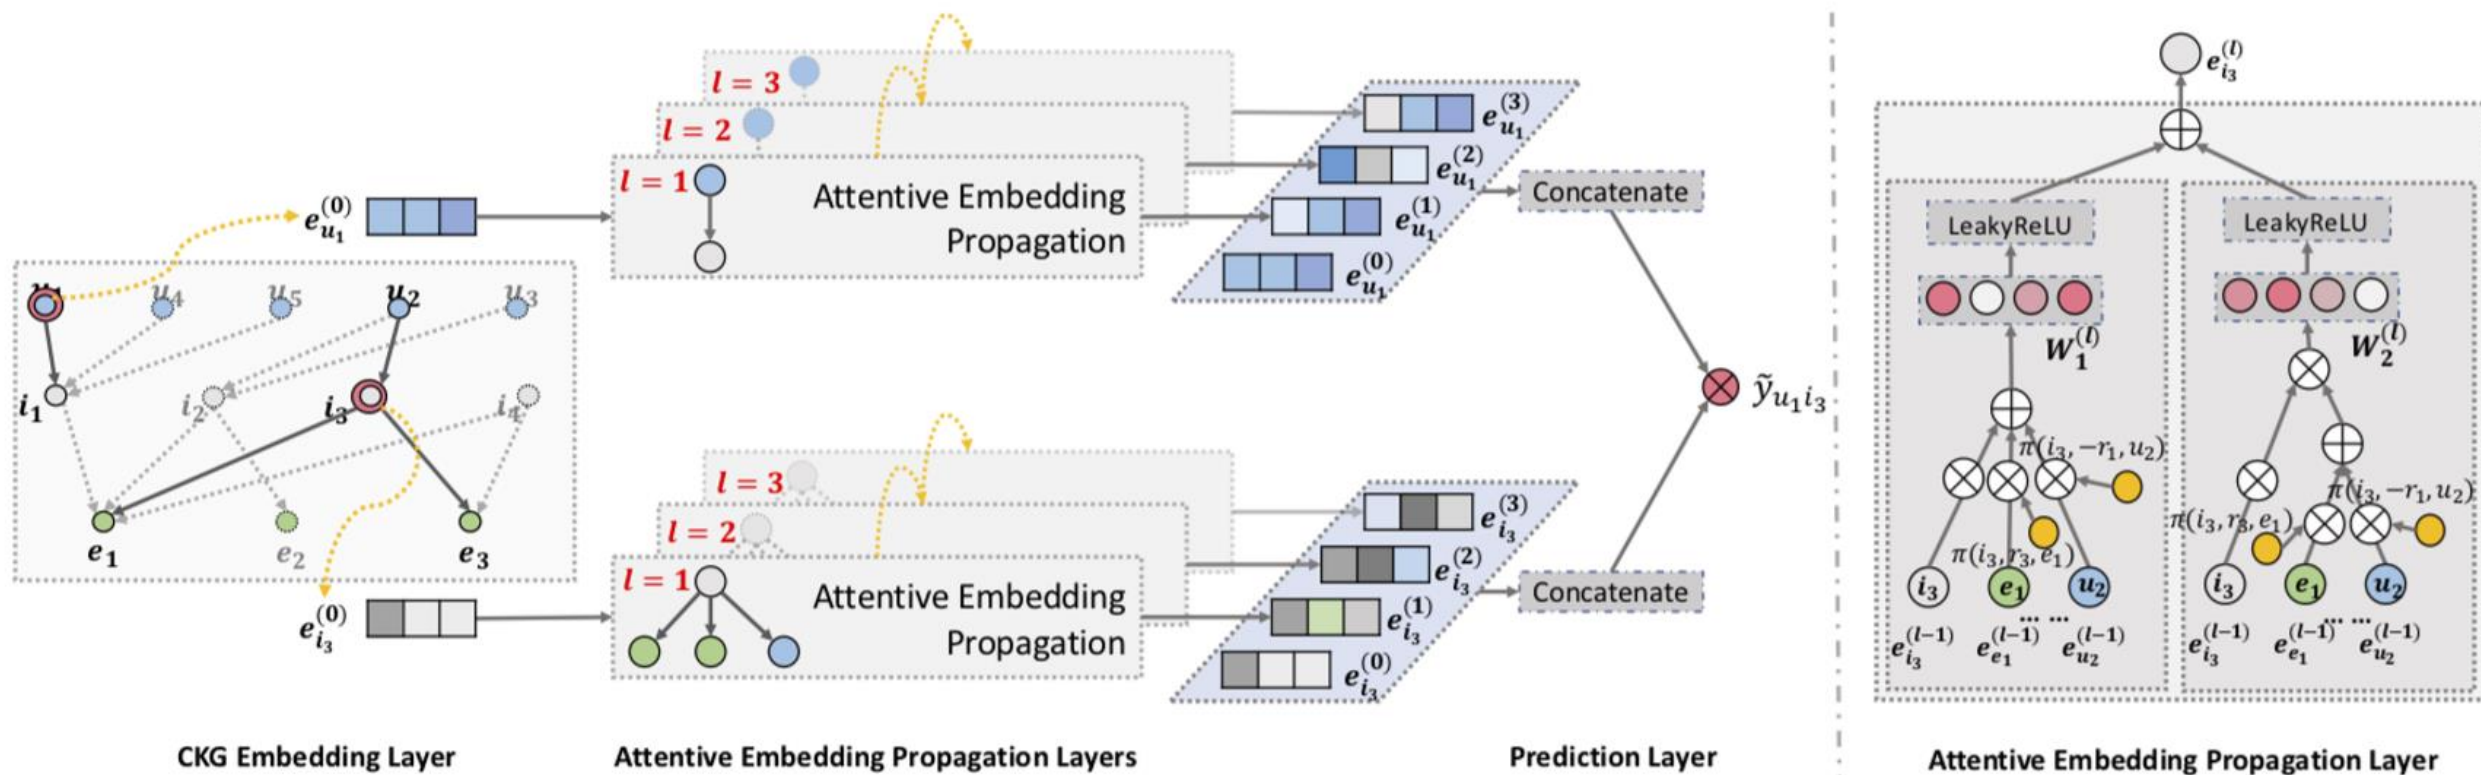 l = 3
l = 2
l = 1
Attentive Embedding
Propagation
e_{u_1}^{(0)}
e_{u_1}^{(3)}
e_{u_1}^{(2)}
e_{u_1}^{(1)}
e_{u_1}^{(0)}
Concatenate
u_4 u_5 u_2 u_3
i_1 i_2 i_3 i_4
e_1 e_2 e_3
ỹ_{u_1 i_3}
l = 3
l = 2
l = 1
Attentive Embedding
Propagation
e_{i_3}^{(0)}
e_{i_3}^{(3)}
e_{i_3}^{(2)}
e_{i_3}^{(1)}
e_{i_3}^{(0)}
Concatenate
CKG Embedding Layer
Attentive Embedding Propagation Layers
Prediction Layer
e_{i_3}^{(l)}
LeakyReLU
W_1^{(l)}
π(i_3, −r_1, u_2)
π(i_3, r_3, e_1)
i_3 e_1 u_2
... ...
e_{i_3}^{(l-1)} e_{e_1}^{(l-1)} e_{u_2}^{(l-1)}
LeakyReLU
W_2^{(l)}
π(i_3, −r_1, u_2)
π(i_3, r_3, e_1)
i_3 e_1 u_2
... ...
e_{i_3}^{(l-1)} e_{e_1}^{(l-1)} e_{u_2}^{(l-1)}
Attentive Embedding Propagation Layer